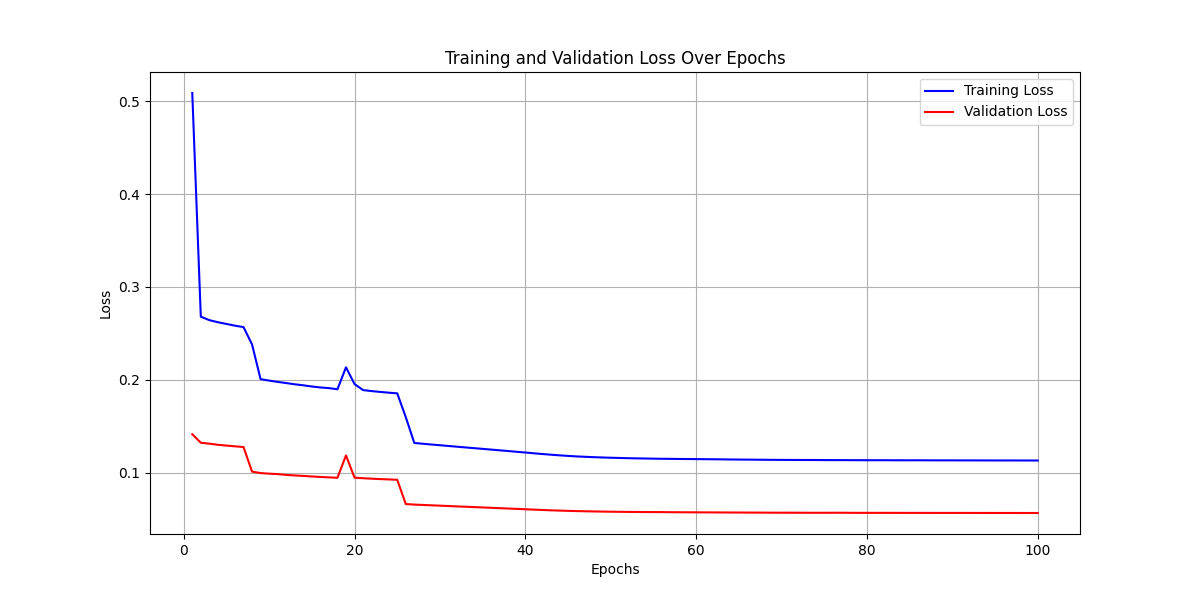 Training and Validation Loss Over Epochs
Training Loss
Validation Loss
0.5
0.4
0.3
0.2
0.1
Loss
0 20 40 60 80 100
Epochs